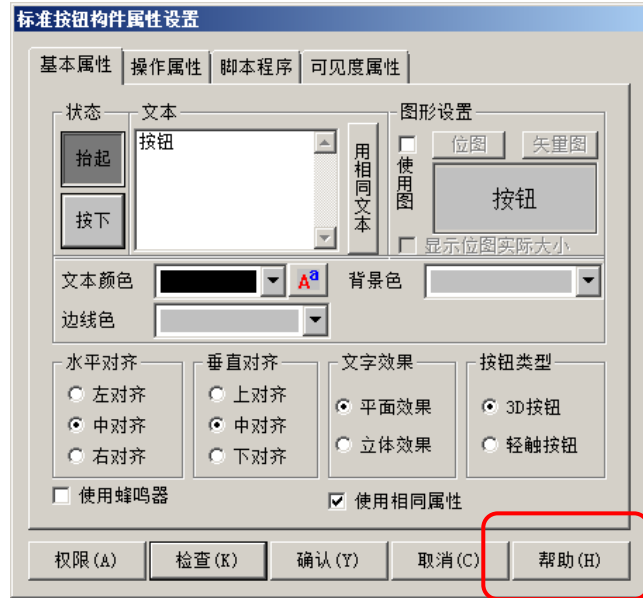 标准按钮构件属性设置
基本属性 操作属性 脚本程序 可见度属性
状态 文本 图形设置
抬起 按钮 用相同文本 使用图 位图 矢里图
按下 按钮
显示位图实际大小
文本颜色 Aa 背景色
边线色
水平对齐 垂直对齐 文字效果 按钮类型
左对齐 上对齐 平面效果 3D按钮
中对齐 中对齐
右对齐 下对齐 立体效果 轻触按钮
使用蜂鸣器 使用相同属性
权限(A) 检查(K) 确认(Y) 取消(C) 帮助(H)